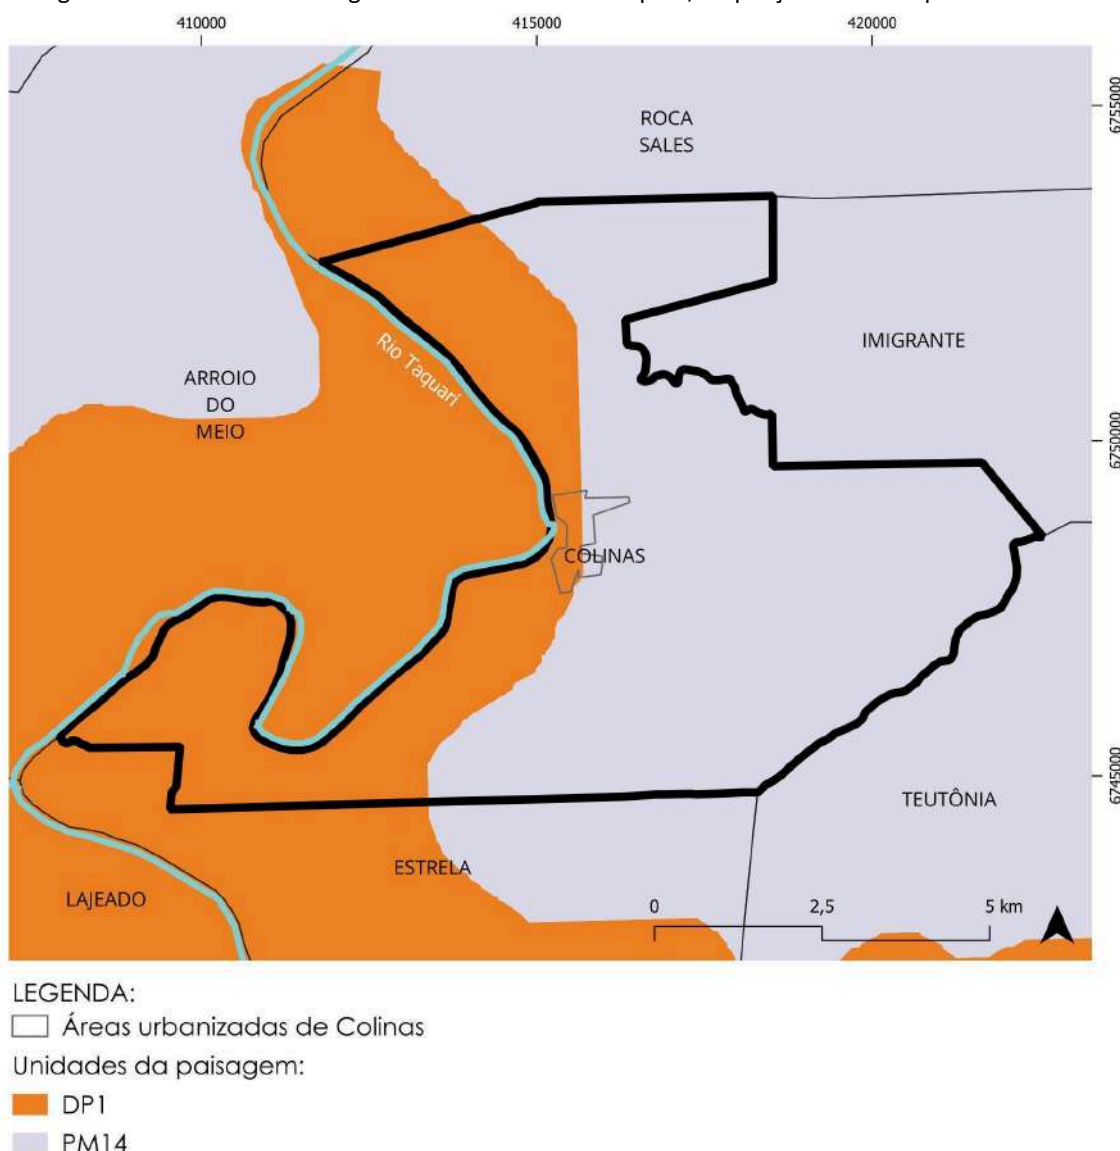 410000
415000
420000
6755000
ROCA
SALES
Rio Taquari
IMIGRANTE
ARROIO
DO
MEIO
6750000
COLINAS
6745000
TEUTÔNIA
ESTRELA
LAJEADO
0 2,5 5 km
LEGENDA:
Áreas urbanizadas de Colinas
Unidades da paisagem:
DP1
PM14